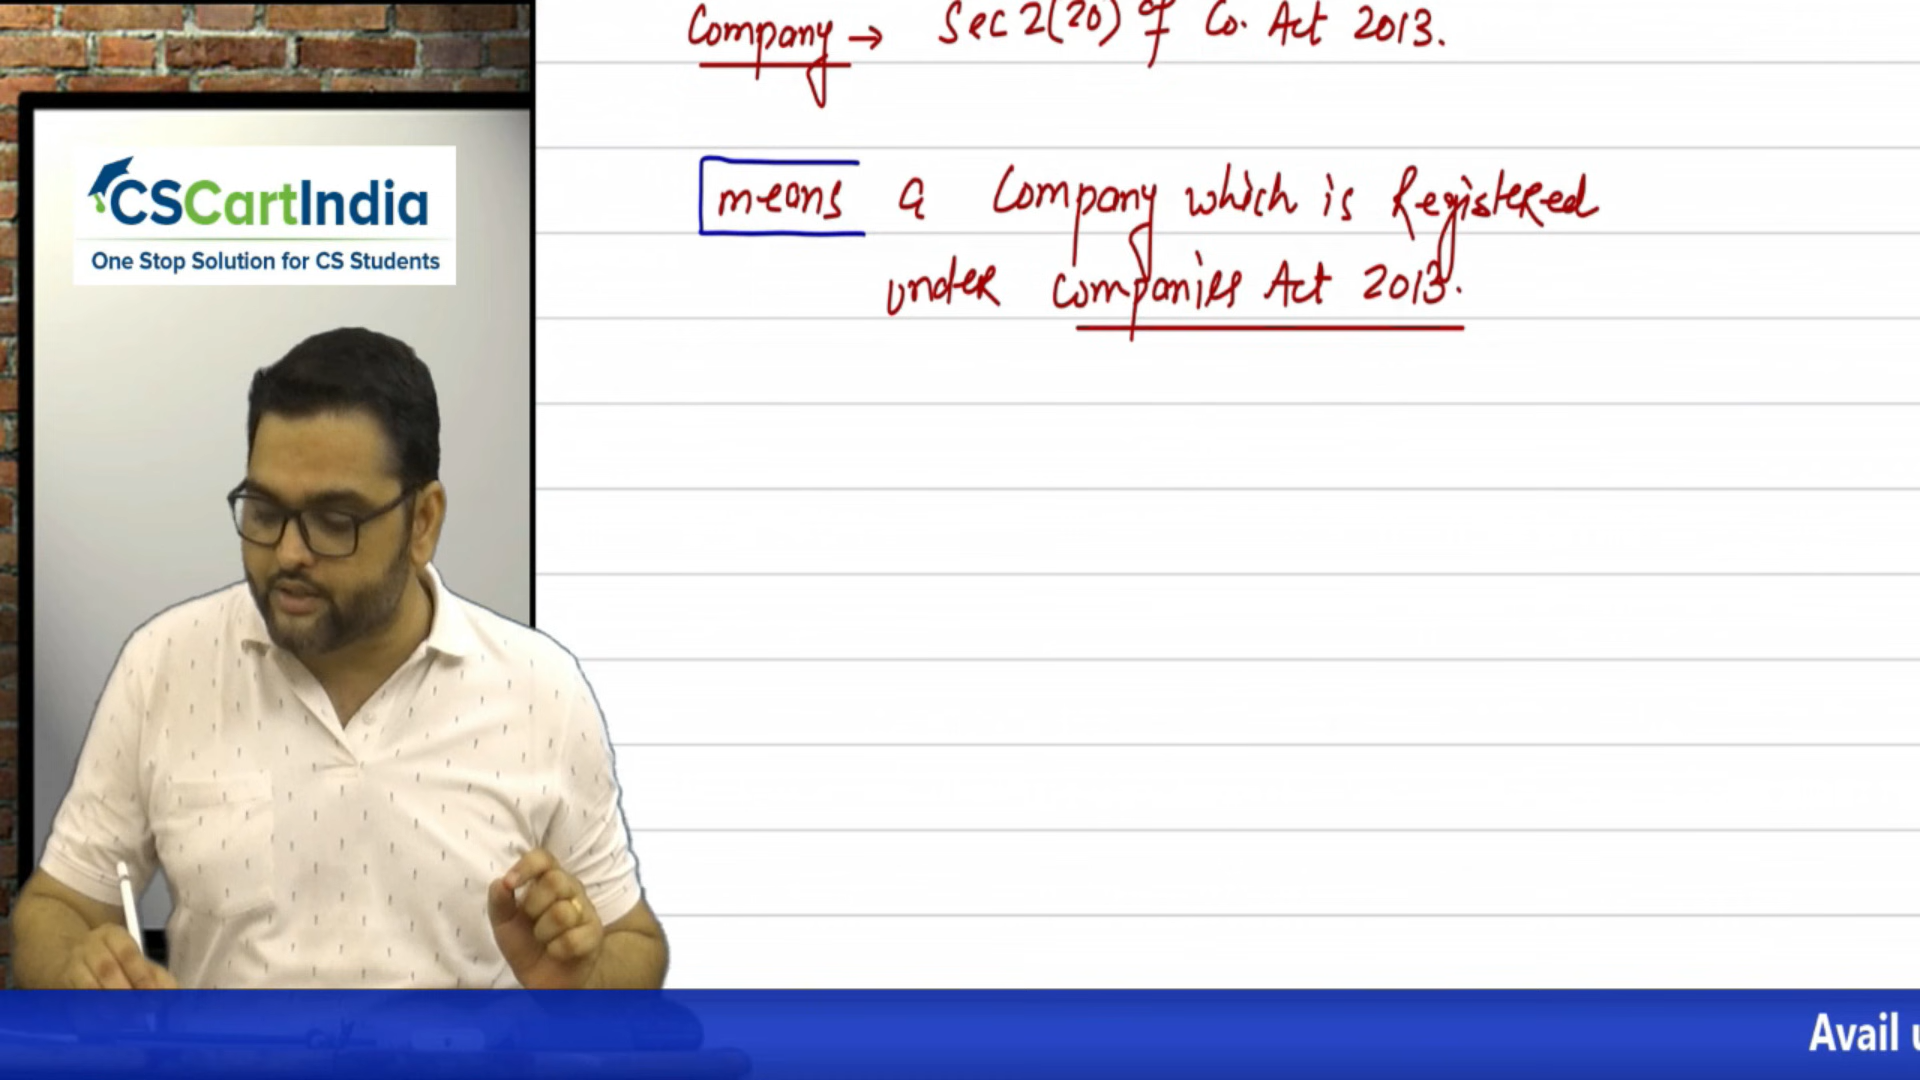 Company → Sec 2(20) of Co. Act 2013.
means a Company which is Registered
under Companies Act 2013.
CSCartIndia
One Stop Solution for CS Students
Avail u